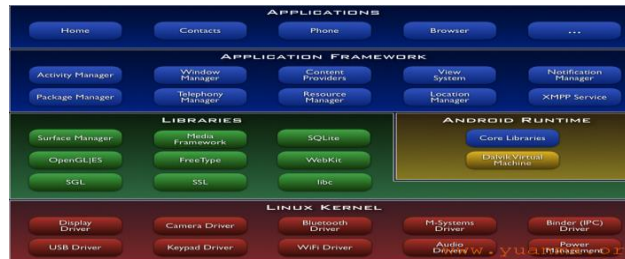 APPLICATIONS
Home Contacts Phone Browser ...
APPLICATION FRAMEWORK
Activity Manager Window Manager Content Providers View System Notification Manager
Package Manager Telephony Manager Resource Manager Location Manager XMPP Service
LIBRARIES ANDROID RUNTIME
Surface Manager Media Framework SQLite Core Libraries
OpenGL|ES FreeType WebKit Dalvik Virtual Machine
SGL SSL libc
LINUX KERNEL
Display Driver Camera Driver Bluetooth Driver M-Systems Driver Binder (IPC) Driver
USB Driver Keypad Driver WiFi Driver Audio Drivers Power Management